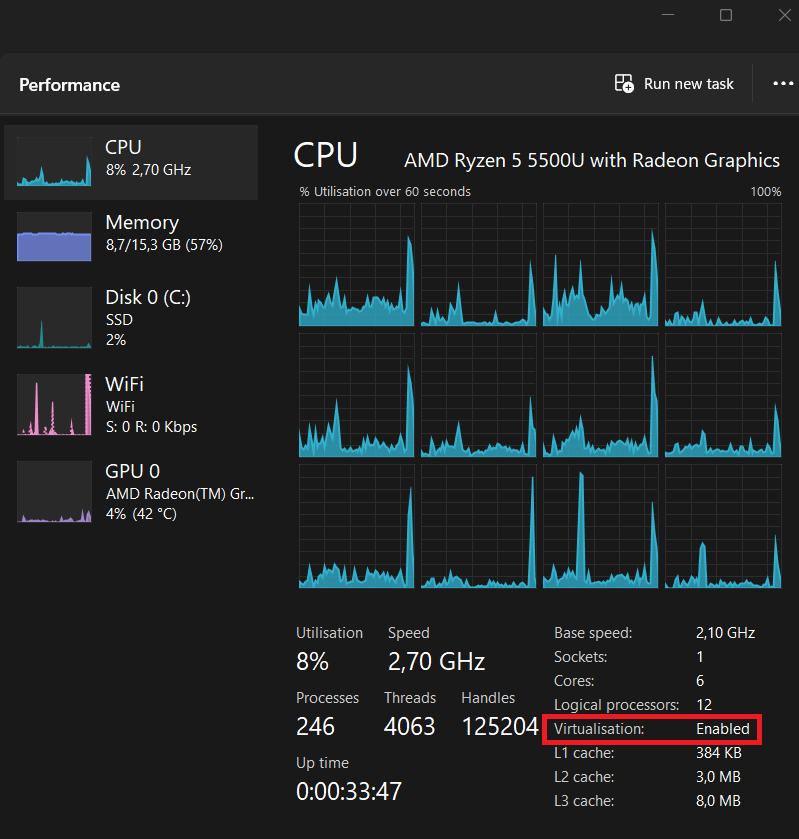 Performance
Run new task
CPU
8% 2,70 GHz
Memory
8,7/15,3 GB (57%)
Disk 0 (C:)
SSD
2%
WiFi
WiFi
S: 0 R: 0 Kbps
GPU 0
AMD Radeon(TM) Gr...
4% (42 °C)
CPU
AMD Ryzen 5 5500U with Radeon Graphics
% Utilisation over 60 seconds
100%
Utilisation
Speed
8%
2,70 GHz
Processes
Threads
Handles
246
4063
125204
Up time
0:00:33:47
Base speed: 2,10 GHz
Sockets: 1
Cores: 6
Logical processors: 12
Virtualisation: Enabled
L1 cache: 384 KB
L2 cache: 3,0 MB
L3 cache: 8,0 MB